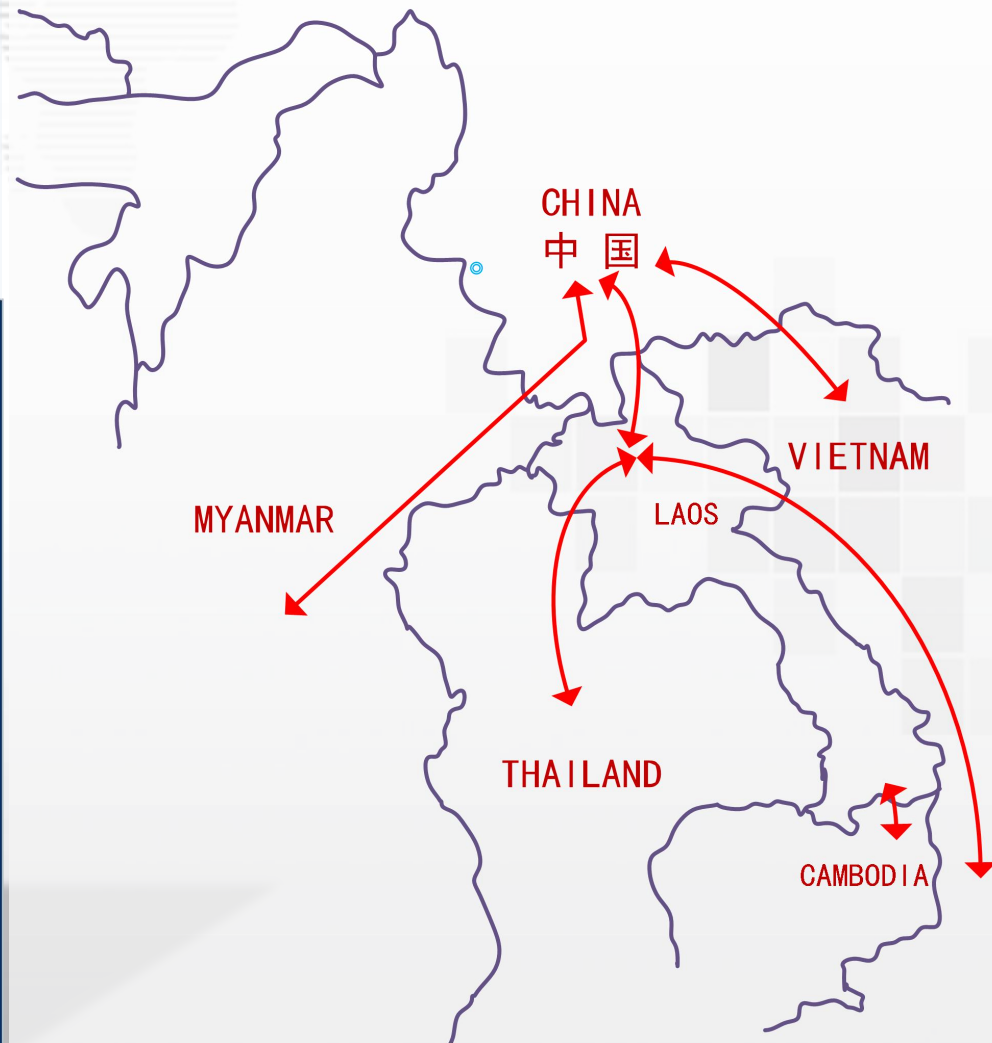 CHINA
中 国
VIETNAM
MYANMAR
LAOS
THAILAND
CAMBODIA